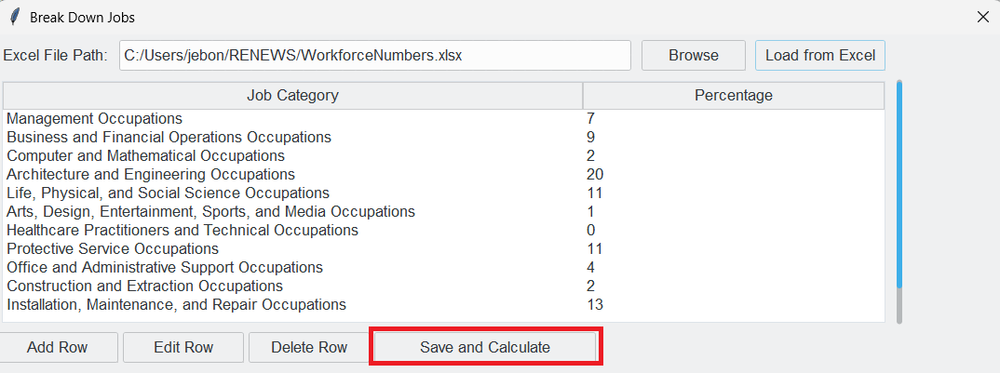 Break Down Jobs
Excel File Path: C:/Users/jebon/RENEWS/WorkforceNumbers.xlsx Browse Load from Excel
Job Category Percentage
Management Occupations 7
Business and Financial Operations Occupations 9
Computer and Mathematical Occupations 2
Architecture and Engineering Occupations 20
Life, Physical, and Social Science Occupations 11
Arts, Design, Entertainment, Sports, and Media Occupations 1
Healthcare Practitioners and Technical Occupations 0
Protective Service Occupations 11
Office and Administrative Support Occupations 4
Construction and Extraction Occupations 2
Installation, Maintenance, and Repair Occupations 13
Add Row Edit Row Delete Row Save and Calculate